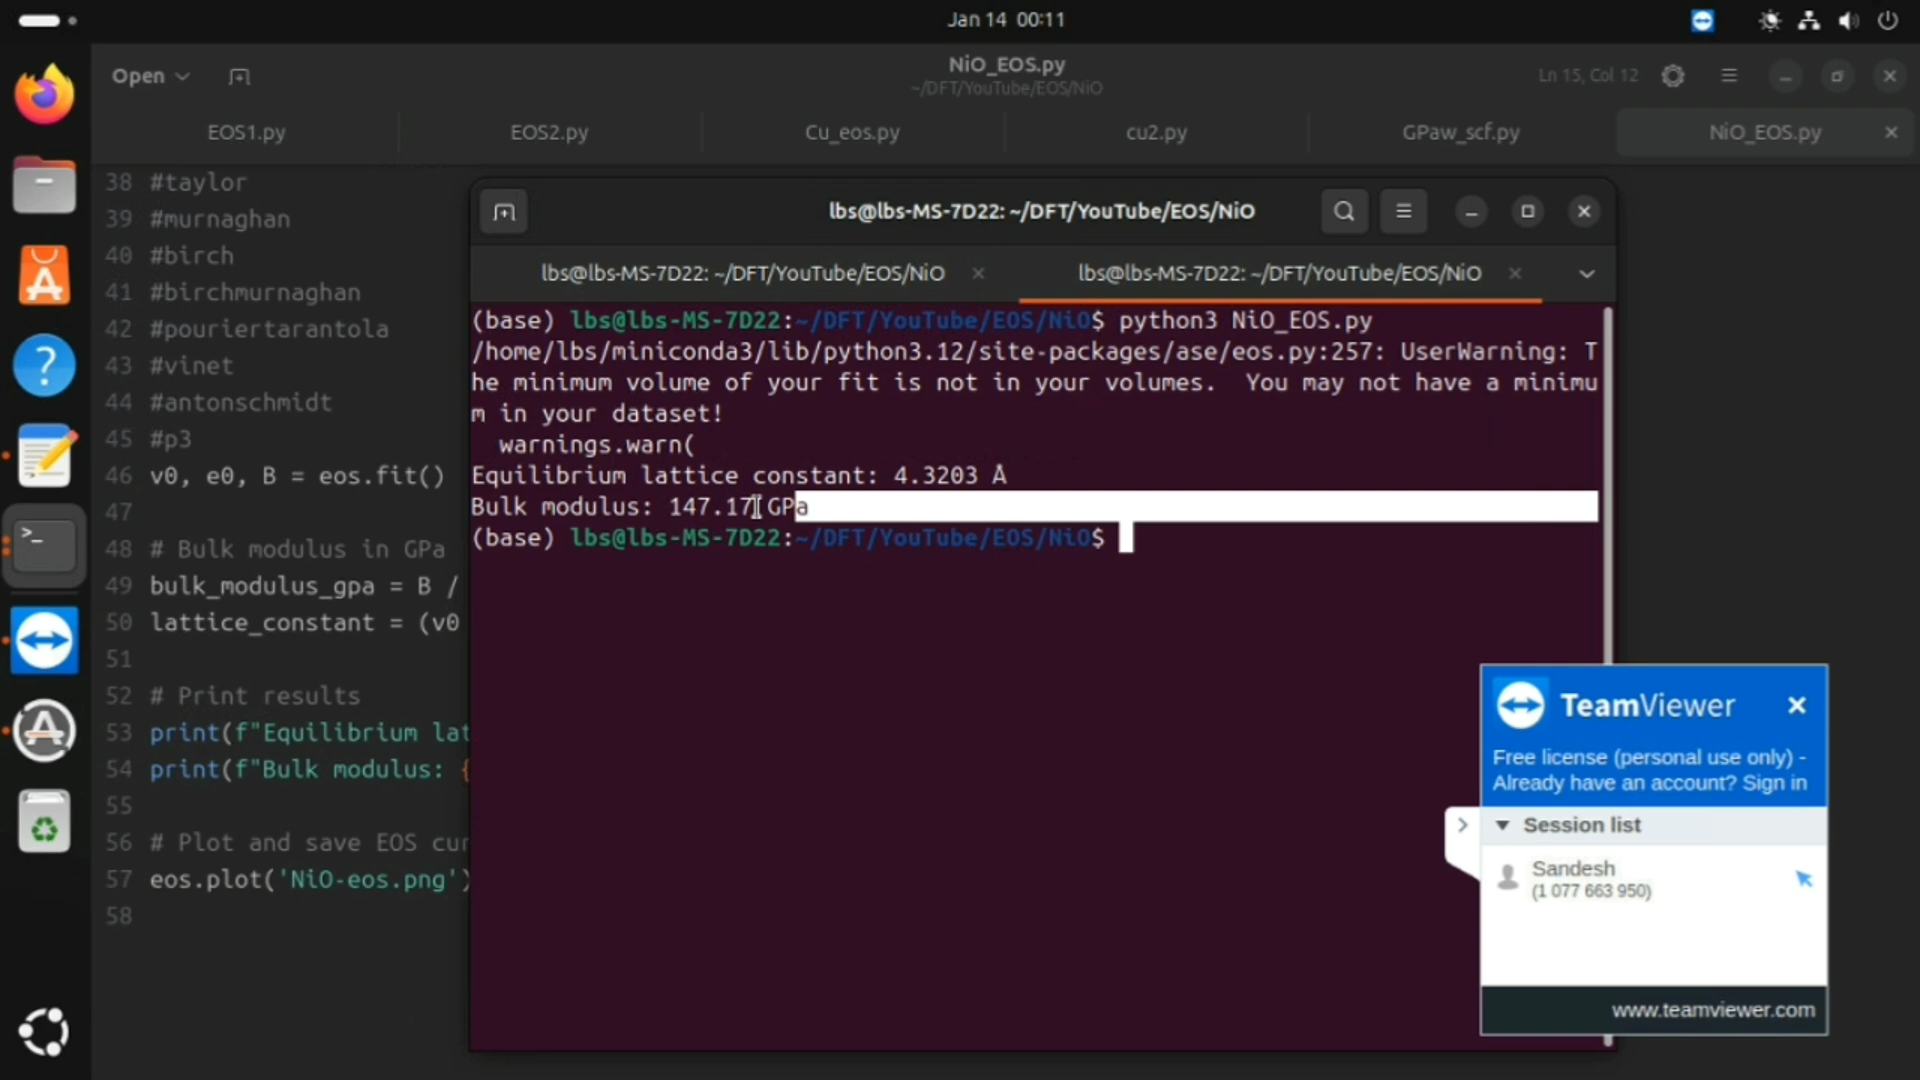 Jan 14 00:11
Open
NiO_EOS.py
~/DFT/YouTube/EOS/NiO
Ln 15, Col 12
EOS1.py
EOS2.py
Cu_eos.py
cu2.py
GPaw_scf.py
NiO_EOS.py
38 #taylor
39 #murnaghan
40 #birch
41 #birchmurnaghan
42 #pouriertarantola
43 #vinet
44 #antonschmidt
45 #p3
46 v0, e0, B = eos.fit()
47
48 # Bulk modulus in GPa
49 bulk_modulus_gpa = B /
50 lattice_constant = (v0
51
52 # Print results
53 print(f"Equilibrium lat
54 print(f"Bulk modulus: {
55
56 # Plot and save EOS cur
57 eos.plot('NiO-eos.png')
58
lbs@lbs-MS-7D22: ~/DFT/YouTube/EOS/NiO
lbs@lbs-MS-7D22: ~/DFT/YouTube/EOS/NiO
lbs@lbs-MS-7D22: ~/DFT/YouTube/EOS/NiO
(base) lbs@lbs-MS-7D22:~/DFT/YouTube/EOS/NiO$ python3 NiO_EOS.py
/home/lbs/miniconda3/lib/python3.12/site-packages/ase/eos.py:257: UserWarning: T
he minimum volume of your fit is not in your volumes.  You may not have a minimu
m in your dataset!
  warnings.warn(
Equilibrium lattice constant: 4.3203 Å
Bulk modulus: 147.17 GPa
(base) lbs@lbs-MS-7D22:~/DFT/YouTube/EOS/NiO$
TeamViewer
Free license (personal use only) -
Already have an account? Sign in
Session list
Sandesh
(1 077 663 950)
www.teamviewer.com